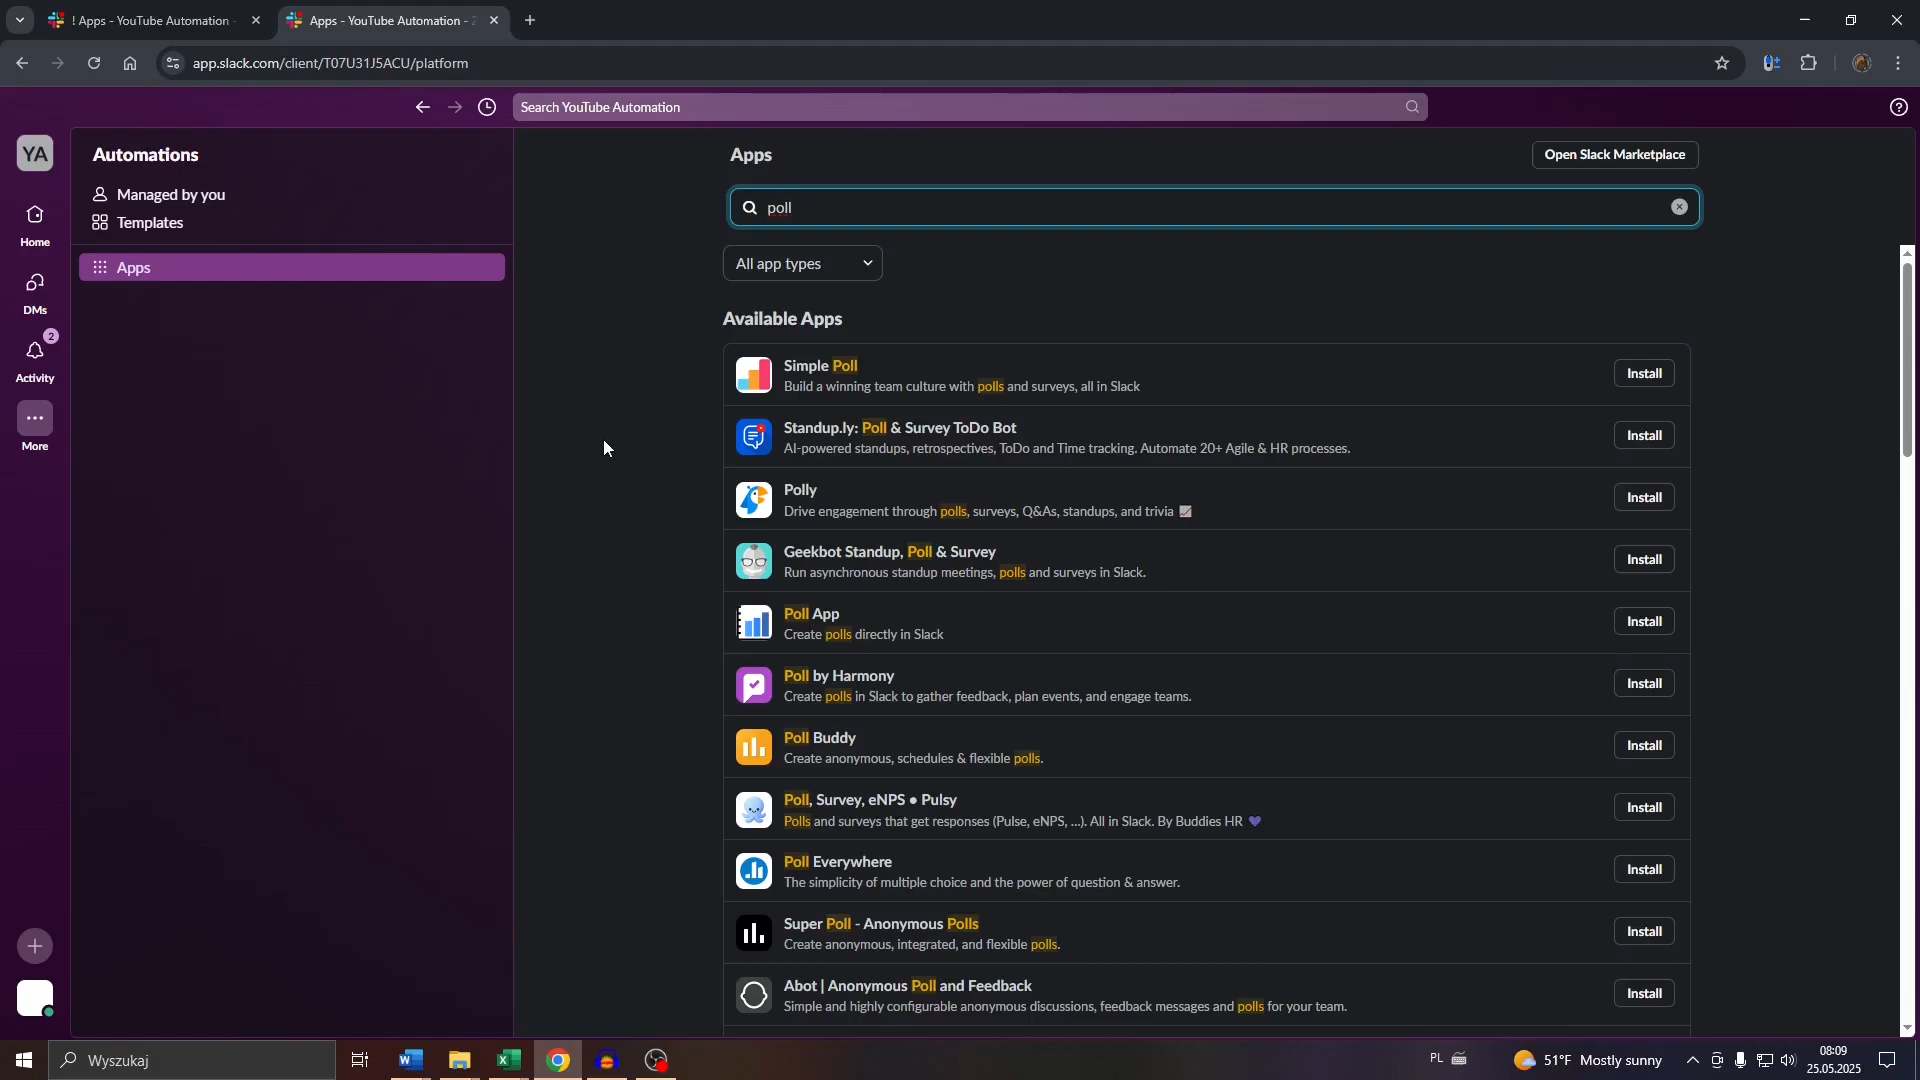 ! Apps - YouTube Automation -
Apps - YouTube Automation - 2
app.slack.com/client/T07U31J5ACU/platform
Search YouTube Automation
YA
Home
DMs
2
Activity
More
Automations
Managed by you
Templates
Apps
Apps
Open Slack Marketplace
poll
All app types
Available Apps
Simple Poll
Build a winning team culture with polls and surveys, all in Slack
Install
Standup.ly: Poll & Survey ToDo Bot
AI-powered standups, retrospectives, ToDo and Time tracking. Automate 20+ Agile & HR processes.
Install
Polly
Drive engagement through polls, surveys, Q&As, standups, and trivia 📈
Install
Geekbot Standup, Poll & Survey
Run asynchronous standup meetings, polls and surveys in Slack.
Install
Poll App
Create polls directly in Slack
Install
Poll by Harmony
Create polls in Slack to gather feedback, plan events, and engage teams.
Install
Poll Buddy
Create anonymous, schedules & flexible polls.
Install
Poll, Survey, eNPS • Pulsy
Polls and surveys that get responses (Pulse, eNPS, ...). All in Slack. By Buddies HR 💜
Install
Poll Everywhere
The simplicity of multiple choice and the power of question & answer.
Install
Super Poll - Anonymous Polls
Create anonymous, integrated, and flexible polls.
Install
Abot | Anonymous Poll and Feedback
Simple and highly configurable anonymous discussions, feedback messages and polls for your team.
Install
Wyszukaj
PL
51°F Mostly sunny
08:09
25.05.2025